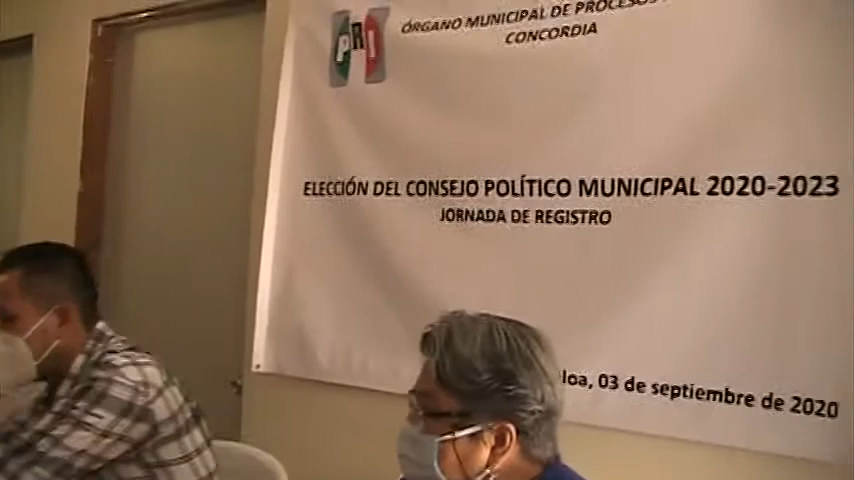 PRI
ÓRGANO MUNICIPAL DE PROCESOS
CONCORDIA
ELECCIÓN DEL CONSEJO POLÍTICO MUNICIPAL 2020-2023
JORNADA DE REGISTRO
loa, 03 de septiembre de 2020